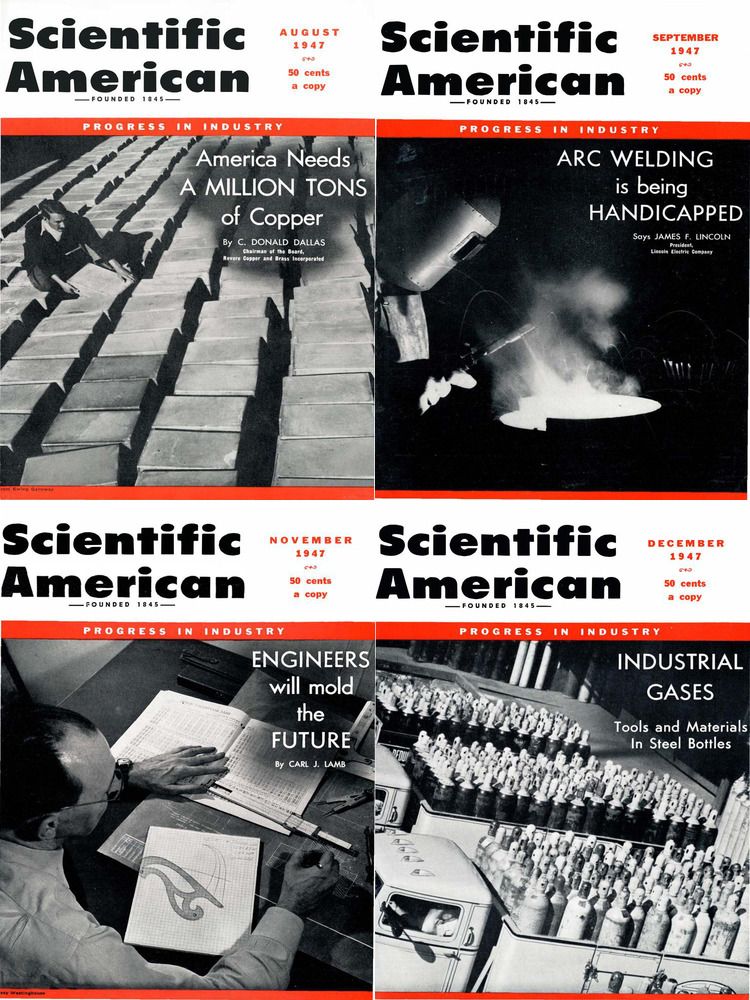 Scientific
American
FOUNDED 1845
AUGUST
1947
50 cents
a copy
PROGRESS IN INDUSTRY
America Needs
A MILLION TONS
of Copper
By C. DONALD DALLAS
Chairman of the Board,
Revere Copper and Brass Incorporated
Ewing Galloway
Scientific
American
FOUNDED 1845
SEPTEMBER
1947
50 cents
a copy
PROGRESS IN INDUSTRY
ARC WELDING
is being
HANDICAPPED
Says JAMES F. LINCOLN
President,
Lincoln Electric Company
Scientific
American
FOUNDED 1845
NOVEMBER
1947
50 cents
a copy
PROGRESS IN INDUSTRY
ENGINEERS
will mold
the
FUTURE
By CARL J. LAMB
Westinghouse
Scientific
American
FOUNDED 1845
DECEMBER
1947
50 cents
a copy
PROGRESS IN INDUSTRY
INDUSTRIAL
GASES
Tools and Materials
In Steel Bottles